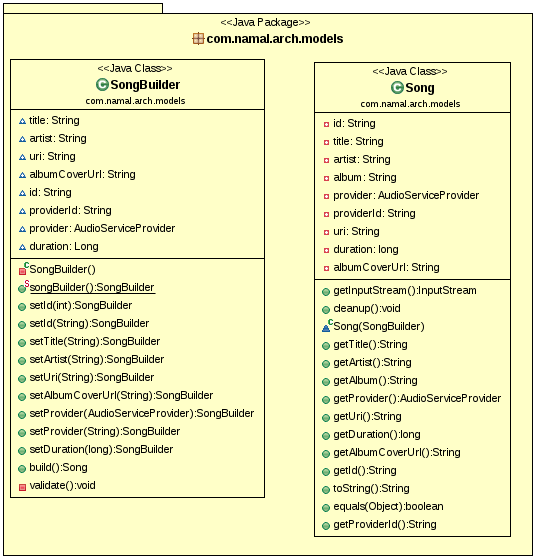 <<Java Package>>
com.namal.arch.models
<<Java Class>>
SongBuilder
com.namal.arch.models
title: String
artist: String
uri: String
albumCoverUrl: String
id: String
providerId: String
provider: AudioServiceProvider
duration: Long
SongBuilder()
songBuilder():SongBuilder
setId(int):SongBuilder
setId(String):SongBuilder
setTitle(String):SongBuilder
setArtist(String):SongBuilder
setUri(String):SongBuilder
setAlbumCoverUrl(String):SongBuilder
setProvider(AudioServiceProvider):SongBuilder
setProvider(String):SongBuilder
setDuration(long):SongBuilder
build():Song
validate():void
<<Java Class>>
Song
com.namal.arch.models
id: String
title: String
artist: String
album: String
provider: AudioServiceProvider
providerId: String
uri: String
duration: long
albumCoverUrl: String
getInputStream():InputStream
cleanup():void
Song(SongBuilder)
getTitle():String
getArtist():String
getAlbum():String
getProvider():AudioServiceProvider
getUri():String
getDuration():long
getAlbumCoverUrl():String
getId():String
toString():String
equals(Object):boolean
getProviderId():String